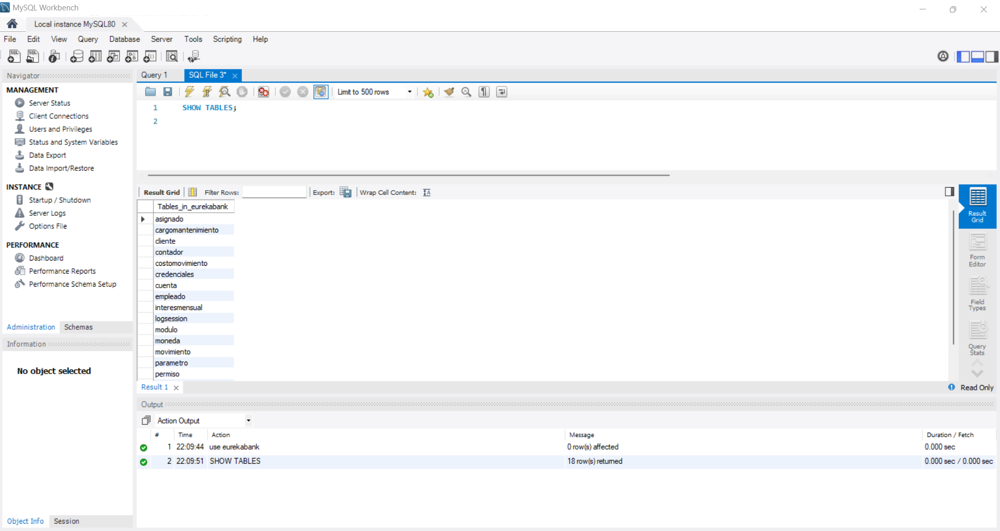 MySQL Workbench
Local instance MySQL80
File Edit View Query Database Server Tools Scripting Help
Navigator
MANAGEMENT
Server Status
Client Connections
Users and Privileges
Status and System Variables
Data Export
Data Import/Restore
INSTANCE
Startup / Shutdown
Server Logs
Options File
PERFORMANCE
Dashboard
Performance Reports
Performance Schema Setup
Administration Schemas
Information
No object selected
Object Info Session
Query 1 SQL File 3*
Limit to 500 rows
1 SHOW TABLES;
2
Result Grid Filter Rows: Export: Wrap Cell Content:
Tables_in_eurekabank
asignado
cargomantenimiento
cliente
contador
costomovimiento
credenciales
cuenta
empleado
interesmensual
logsession
modulo
moneda
movimiento
parametro
permiso
Result Grid
Form Editor
Field Types
Query Stats
Result 1
Read Only
Output
Action Output
# Time Action Message Duration / Fetch
1 22:09:44 use eurekabank 0 row(s) affected 0.000 sec
2 22:09:51 SHOW TABLES 18 row(s) returned 0.000 sec / 0.000 sec